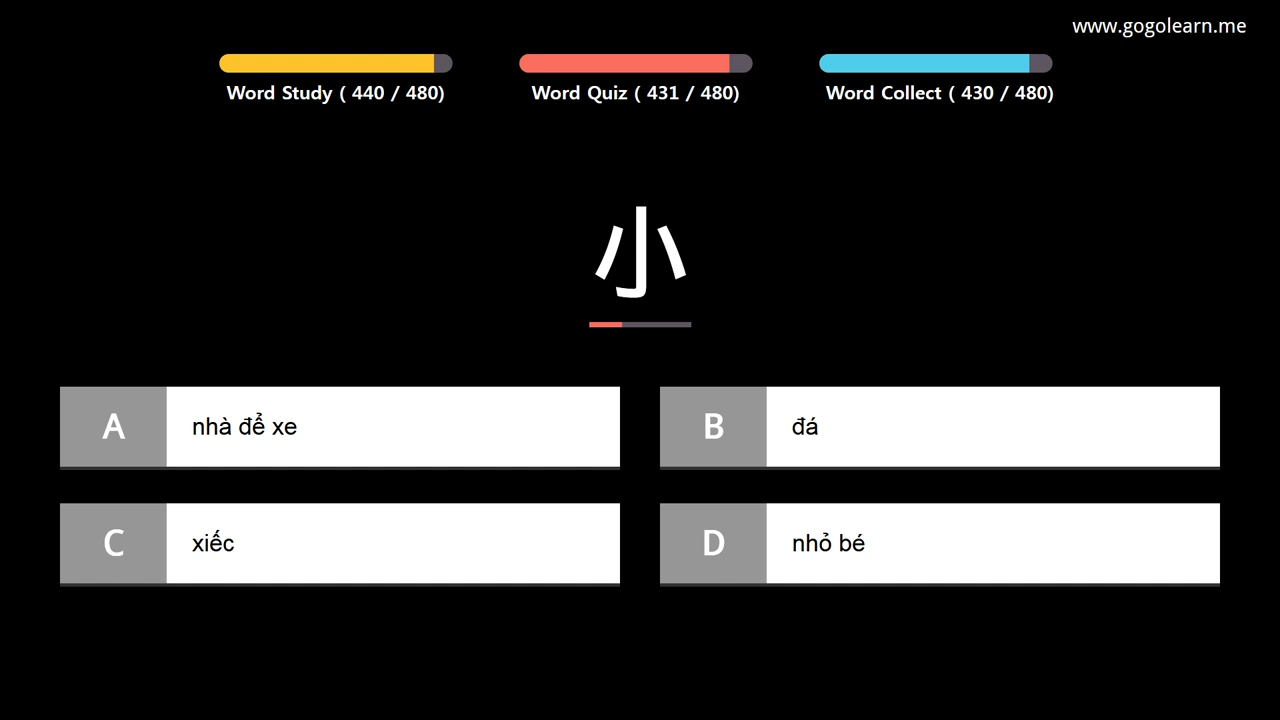 www.gogolearn.me
Word Study ( 440 / 480)
Word Quiz ( 431 / 480)
Word Collect ( 430 / 480)
小
A nhà để xe
B đá
C xiếc
D nhỏ bé